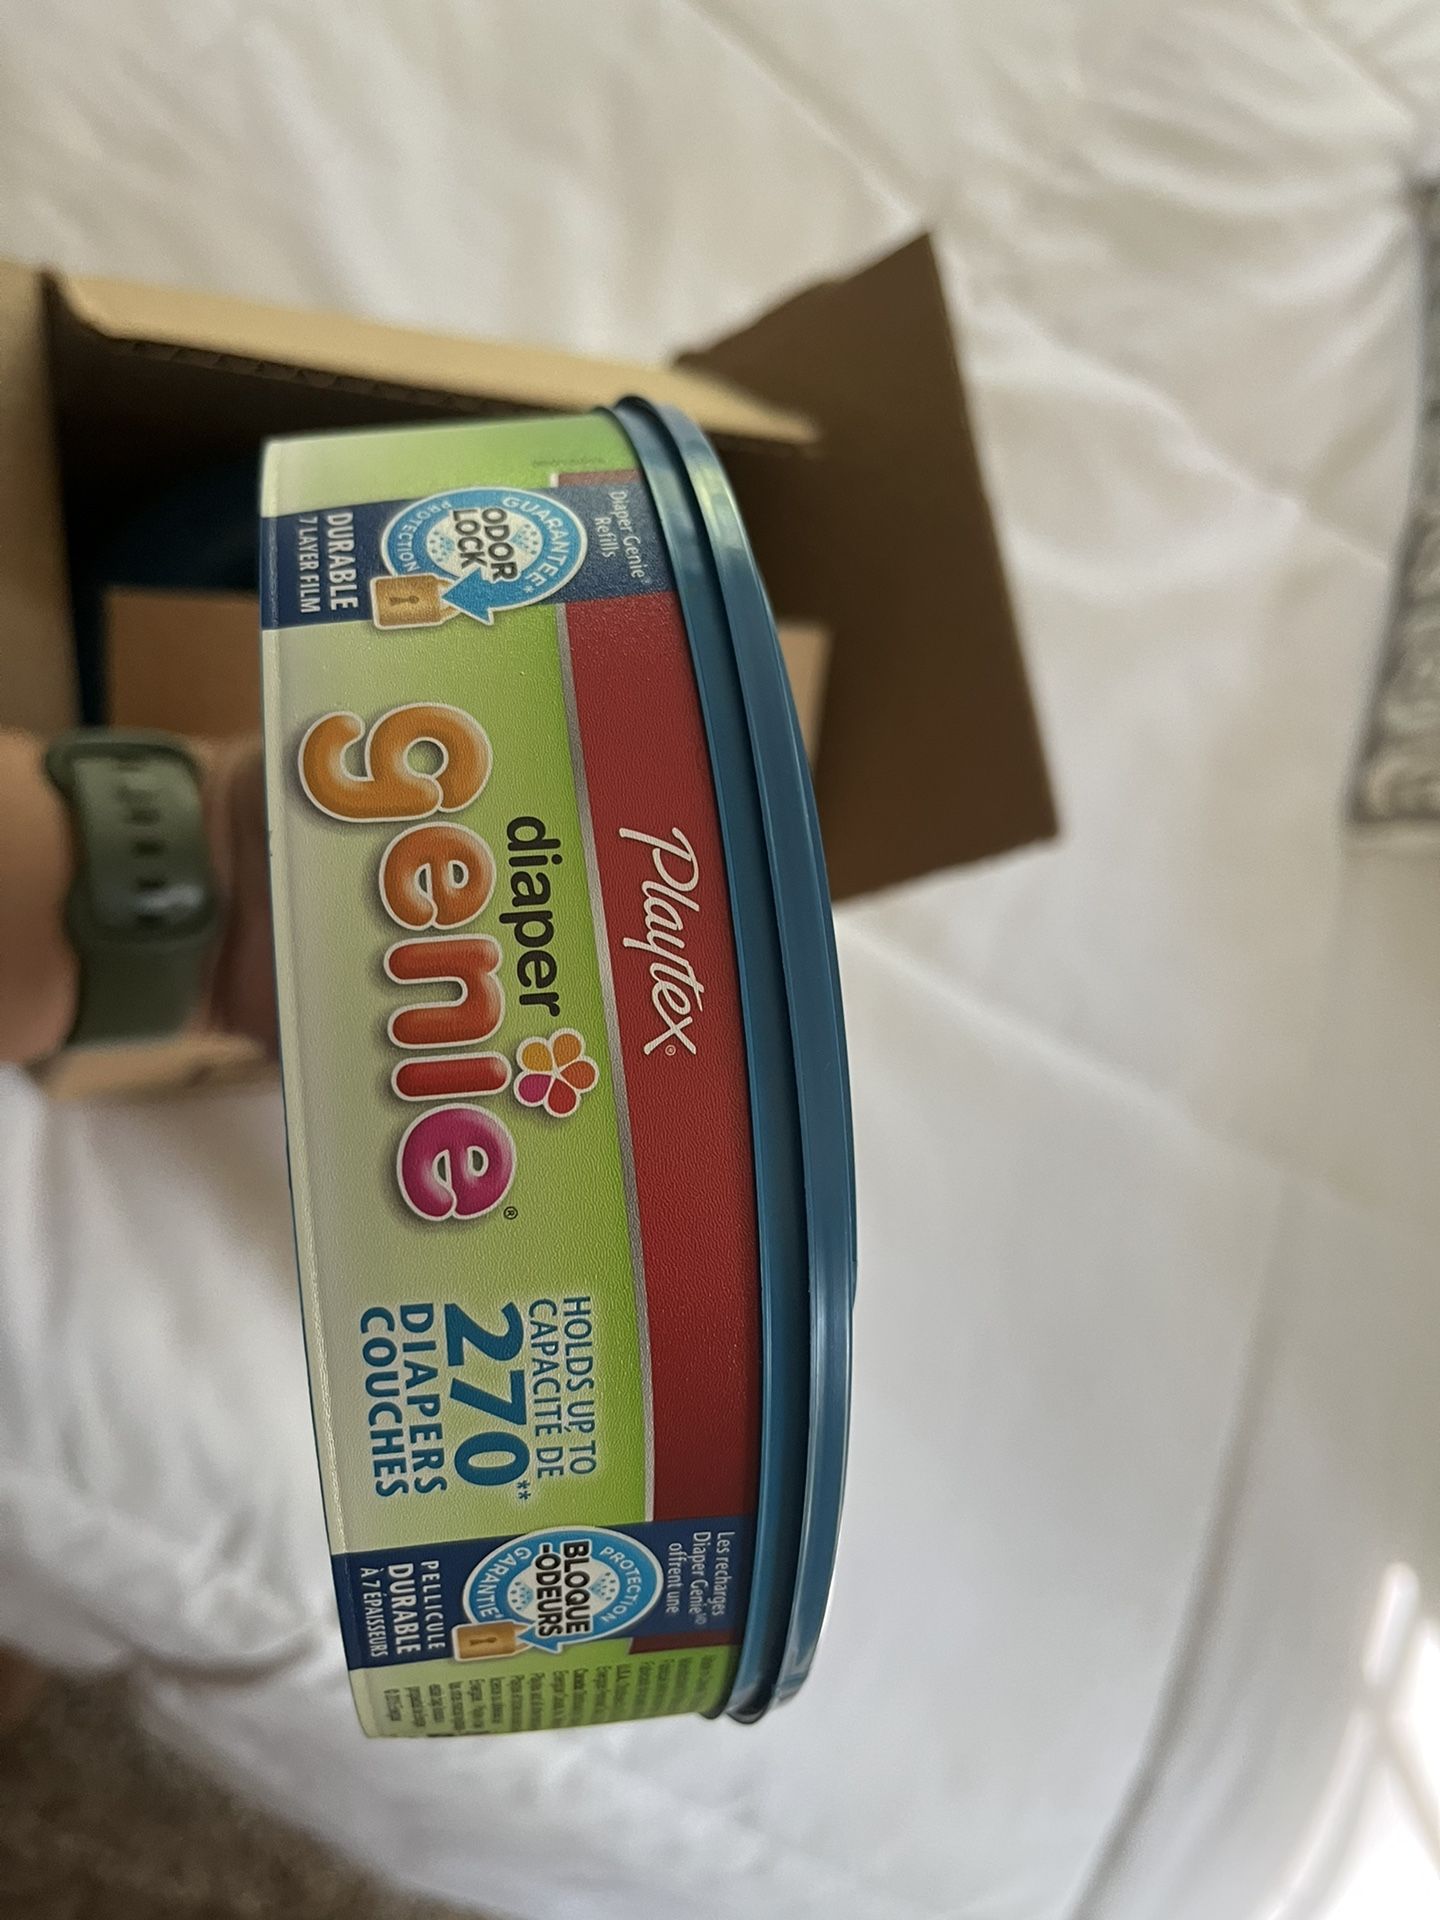 Playtex®
diaper
genie®
Diaper Genie®
Refills
GUARANTEE*
ODOR
LOCK
PROTECTION
DURABLE
7 LAYER FILM
HOLDS UP TO
CAPACITÉ DE
270**
DIAPERS
COUCHES
Les recharges
Diaper Genie
offrent une
PROTECTION
BLOQUE
-ODEURS
GARANTIE*
PELLICULE
DURABLE
À 7 ÉPAISSEURS